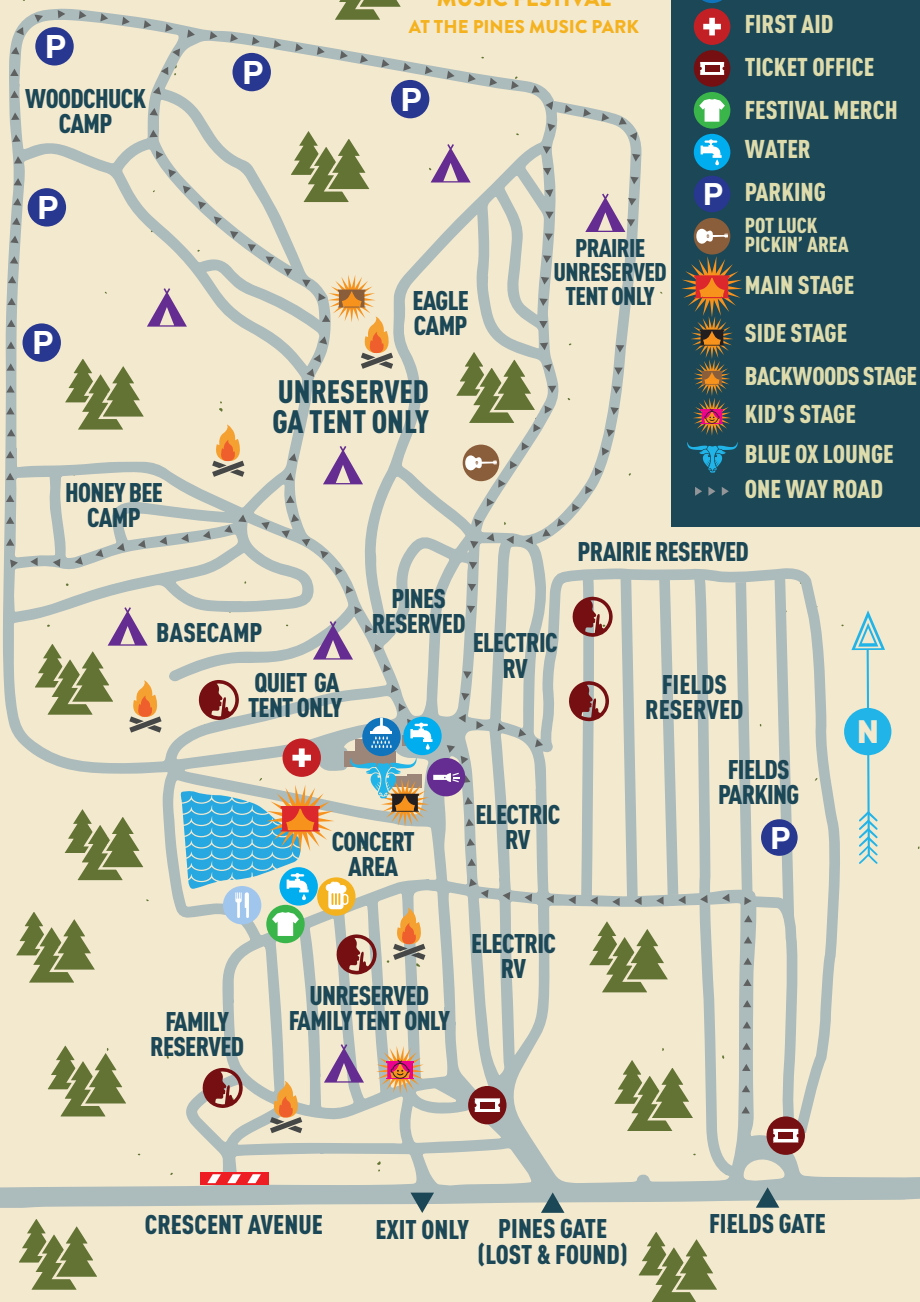 MUSIC FESTIVAL
AT THE PINES MUSIC PARK
FIRST AID
TICKET OFFICE
FESTIVAL MERCH
WATER
P
PARKING
POT LUCK
PICKIN' AREA
MAIN STAGE
SIDE STAGE
BACKWOODS STAGE
KID'S STAGE
BLUE OX LOUNGE
ONE WAY ROAD
P
P
P
WOODCHUCK
CAMP
P
PRAIRIE
UNRESERVED
TENT ONLY
EAGLE
CAMP
P
UNRESERVED
GA TENT ONLY
HONEY BEE
CAMP
PRAIRIE RESERVED
PINES
RESERVED
BASECAMP
ELECTRIC
RV
QUIET GA
TENT ONLY
FIELDS
RESERVED
N
FIELDS
PARKING
P
ELECTRIC
RV
CONCERT
AREA
ELECTRIC
RV
UNRESERVED
FAMILY TENT ONLY
FAMILY
RESERVED
CRESCENT AVENUE
EXIT ONLY
PINES GATE
(LOST & FOUND)
FIELDS GATE